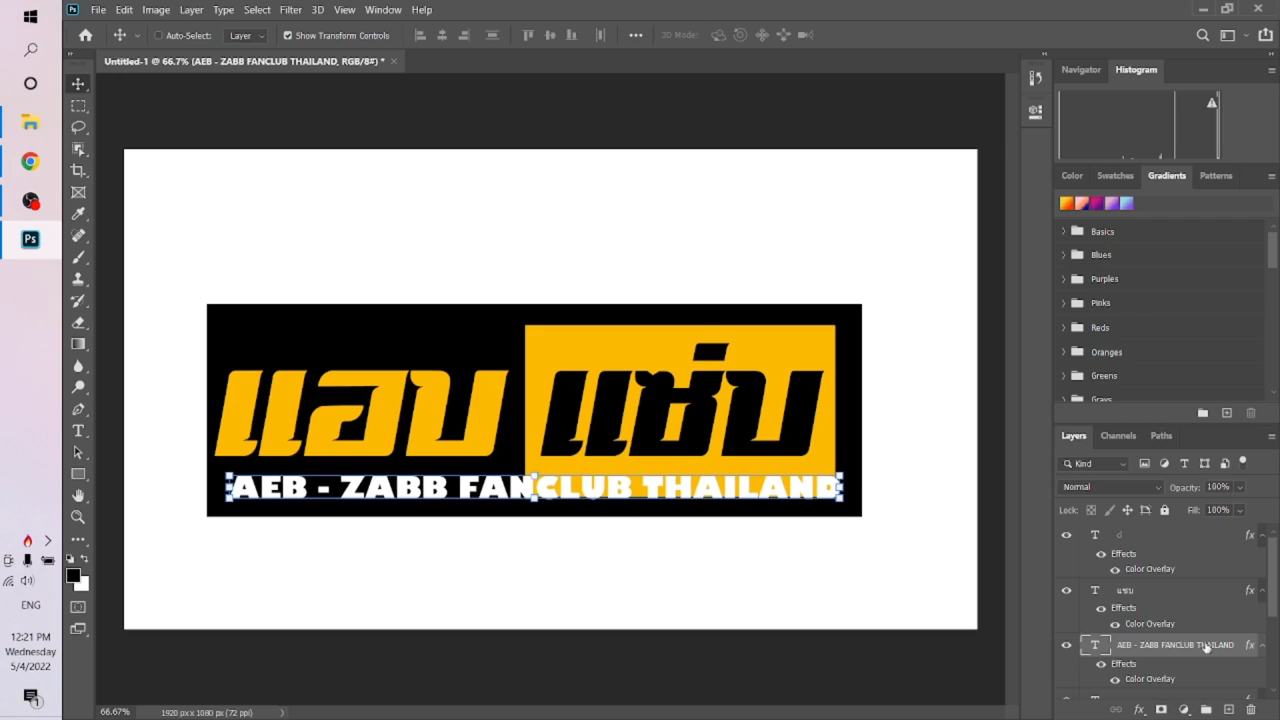 File Edit Image Layer Type Select Filter 3D View Window Help
Auto-Select: Layer Show Transform Controls 3D Mode:
Untitled-1 @ 66.7% (AEB - ZABB FANCLUB THAILAND, RGB/8#) *
Navigator Histogram
Color Swatches Gradients Patterns
Basics
Blues
Purples
Pinks
Reds
Oranges
Greens
Grays
แอบ แซ่บ
AEB - ZABB FANCLUB THAILAND
Layers Channels Paths
Kind
Normal Opacity: 100%
Lock: Fill: 100%
Effects
Color Overlay
แซบ
Effects
Color Overlay
AEB - ZABB FANCLUB THAILAND
Effects
Color Overlay
ENG
12:21 PM
Wednesday
5/4/2022
66.67% 1920 px x 1080 px (72 ppi)